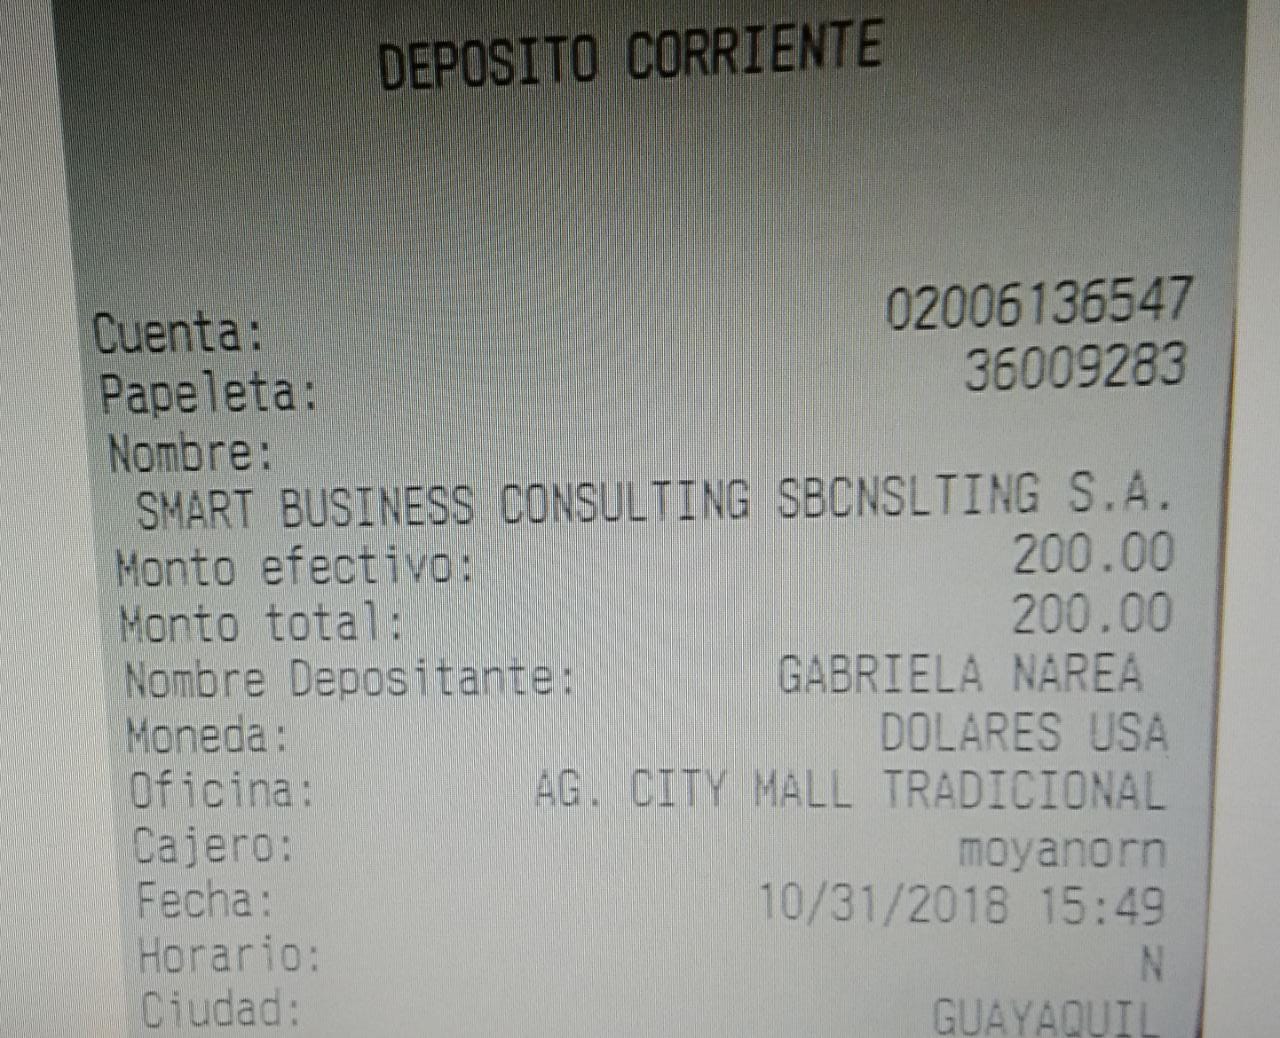 DEPOSITO CORRIENTE
Cuenta: 02006136547
Papeleta: 36009283
Nombre:
SMART BUSINESS CONSULTING SBCNSLTING S.A.
Monto efectivo: 200.00
Monto total: 200.00
Nombre Depositante: GABRIELA NAREA
Moneda: DOLARES USA
Oficina: AG. CITY MALL TRADICIONAL
Cajero: moyanorn
Fecha: 10/31/2018 15:49
Horario: N
Ciudad: GUAYAQUIL